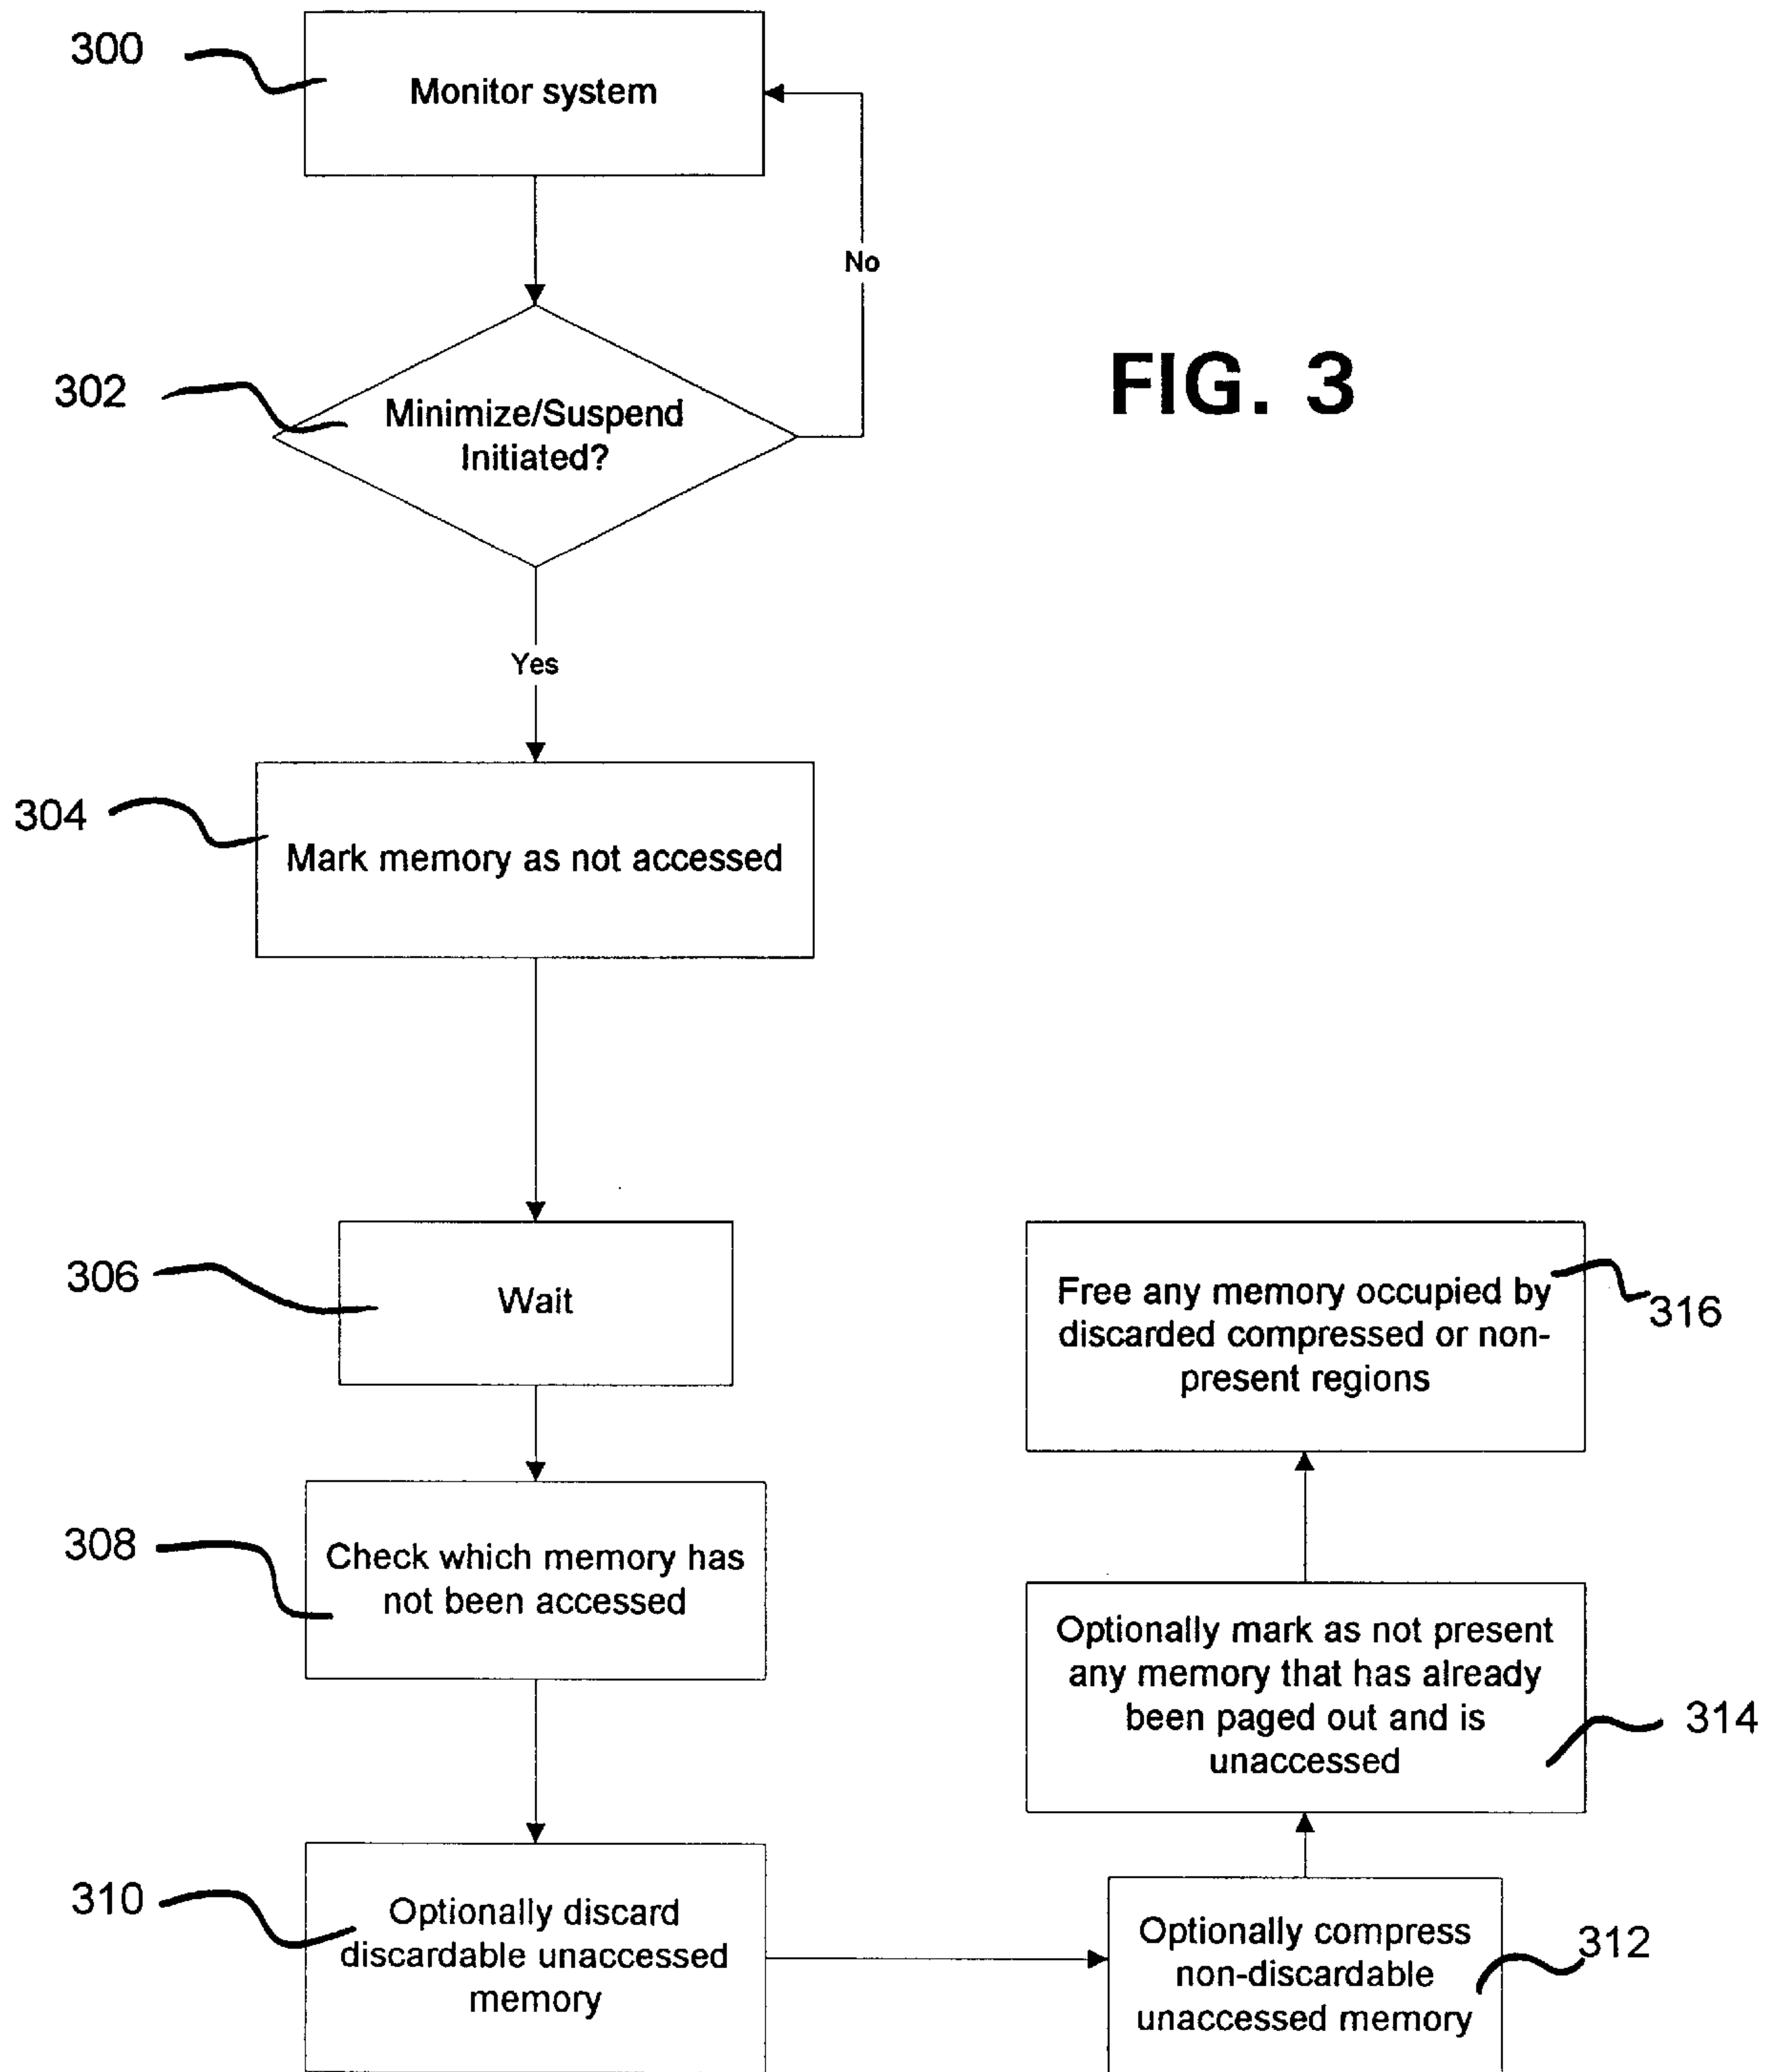 300
Monitor system
No
302
Minimize/Suspend
Initiated?
FIG. 3
Yes
304
Mark memory as not accessed
306
Wait
308
Check which memory has
not been accessed
310
Optionally discard
discardable unaccessed
memory
312
Optionally compress
non-discardable
unaccessed memory
314
Optionally mark as not present
any memory that has already
been paged out and is
unaccessed
316
Free any memory occupied by
discarded compressed or non-
present regions